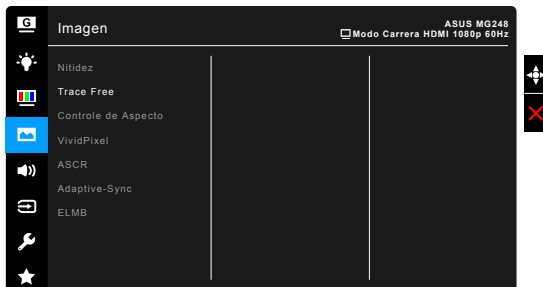 G
Imagen
ASUS MG248
Modo Carrera HDMI 1080p 60Hz
Nitidez
Trace Free
Controle de Aspecto
VividPixel
ASCR
Adaptive-Sync
ELMB